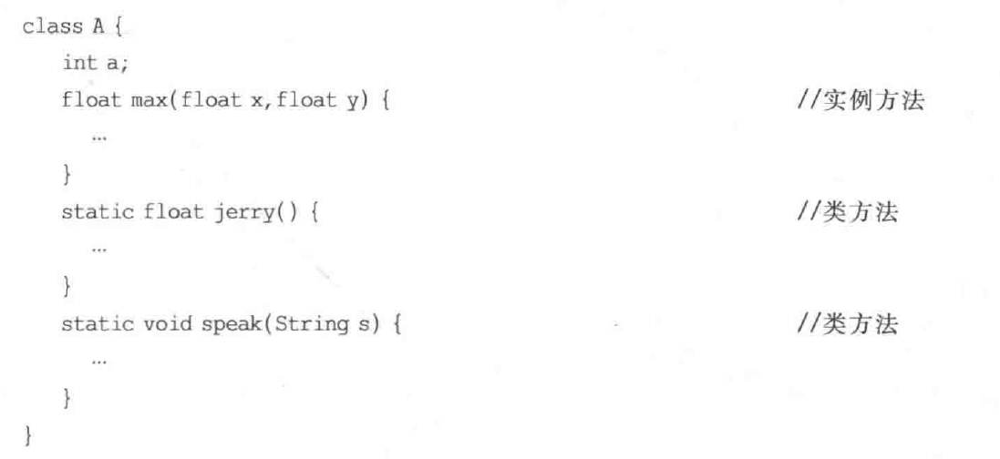 class A {
int a;
float max(float x,float y) { //实例方法
…
}
static float jerry() { //类方法
…
}
static void speak(String s) { //类方法
…
}
}